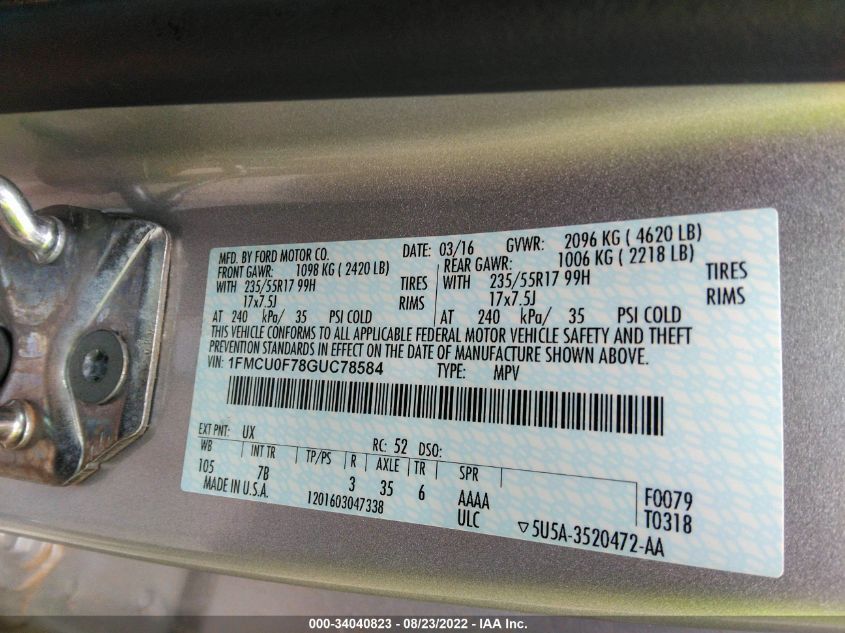 MFD. BY FORD MOTOR CO. DATE: 03/16 GVWR: 2096 KG ( 4620 LB)
FRONT GAWR: 1098 KG ( 2420 LB) REAR GAWR: 1006 KG ( 2218 LB)
WITH 235/55R17 99H WITH 235/55R17 99H TIRES
17x7.5J 17x7.5J RIMS
AT 240 kPa/ 35 PSI COLD AT 240 kPa/ 35 PSI COLD
THIS VEHICLE CONFORMS TO ALL APPLICABLE FEDERAL MOTOR VEHICLE SAFETY AND THEFT
PREVENTION STANDARDS IN EFFECT ON THE DATE OF MANUFACTURE SHOWN ABOVE.
VIN: 1FMCU0F78GUC78584 TYPE: MPV
EXT PNT: UX RC: 52 DSO:
WB INT TR TP/PS R AXLE TR SPR
105 7B 3 35 6 AAAA F0079
MADE IN U.S.A. 1201603047338 ULC T0318
▽5U5A-3520472-AA
000-34040823 - 08/23/2022 - IAA Inc.